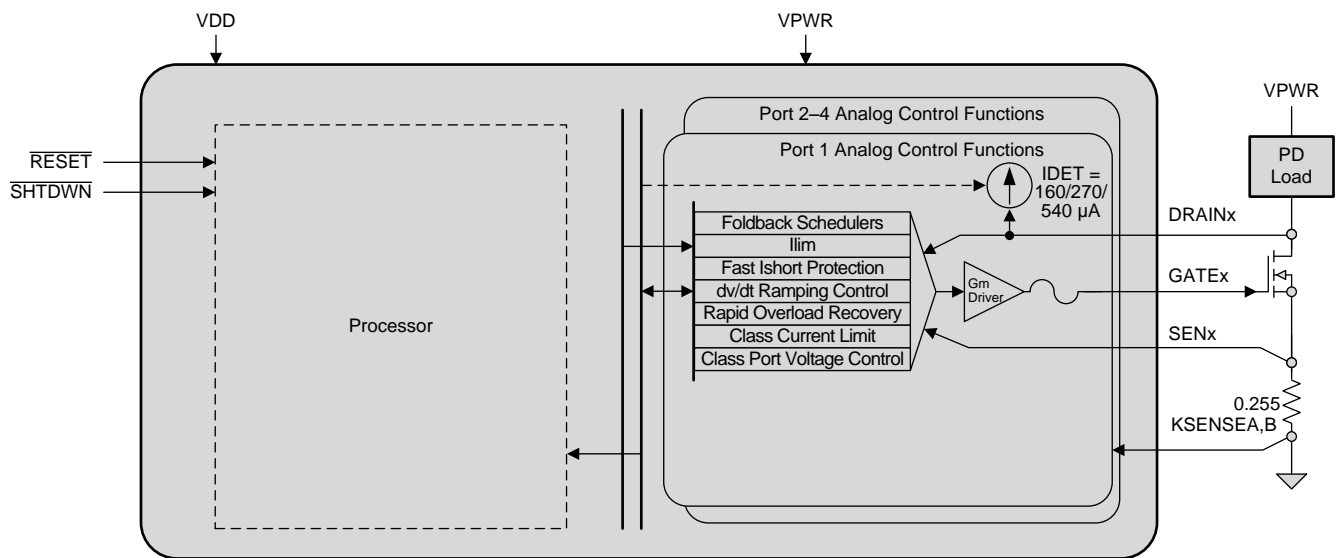 VDD
VPWR
VPWR
Port 2–4 Analog Control Functions
Port 1 Analog Control Functions
RESET
SHTDWN
PD
Load
IDET =
160/270/
540 µA
DRAINx
Foldback Schedulers
Ilim
Fast Ishort Protection
dv/dt Ramping Control
Rapid Overload Recovery
Class Current Limit
Class Port Voltage Control
Gm
Driver
GATEx
Processor
SENx
0.255
KSENSEA,B